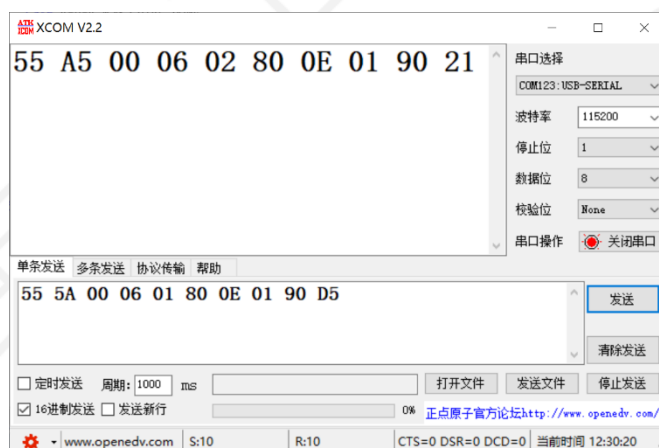 ATK XCOM XCOM V2.2
55 A5 00 06 02 80 0E 01 90 21
串口选择
COM123:USB-SERIAL
波特率 115200
停止位 1
数据位 8
校验位 None
串口操作 关闭串口
单条发送 多条发送 协议传输 帮助
55 5A 00 06 01 80 0E 01 90 D5
发送
清除发送
定时发送 周期: 1000 ms 打开文件 发送文件 停止发送
16进制发送 发送新行 0% 正点原子官方论坛http://www.openedv.com/
www.openedv.com S:10 R:10 CTS=0 DSR=0 DCD=0 当前时间 12:30:20